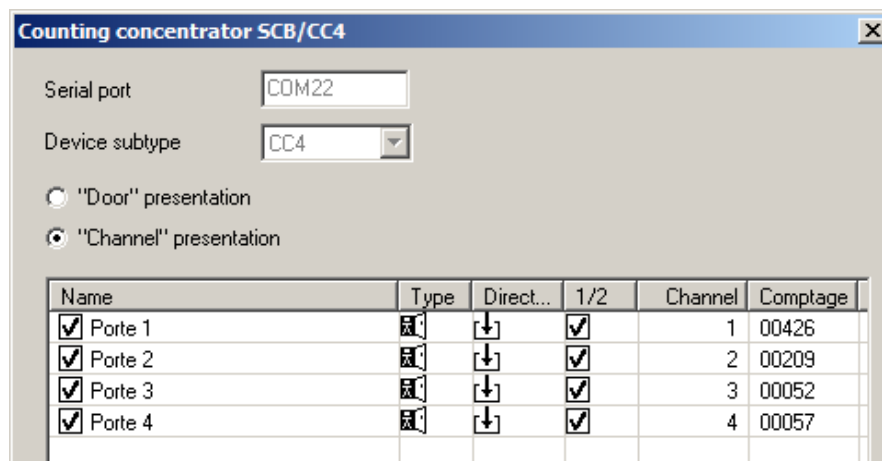 Counting concentrator SCB/CC4
Serial port COM22
Device subtype CC4
"Door" presentation
"Channel" presentation
Name Type Direct... 1/2 Channel Comptage
Porte 1 1 00426
Porte 2 2 00209
Porte 3 3 00052
Porte 4 4 00057